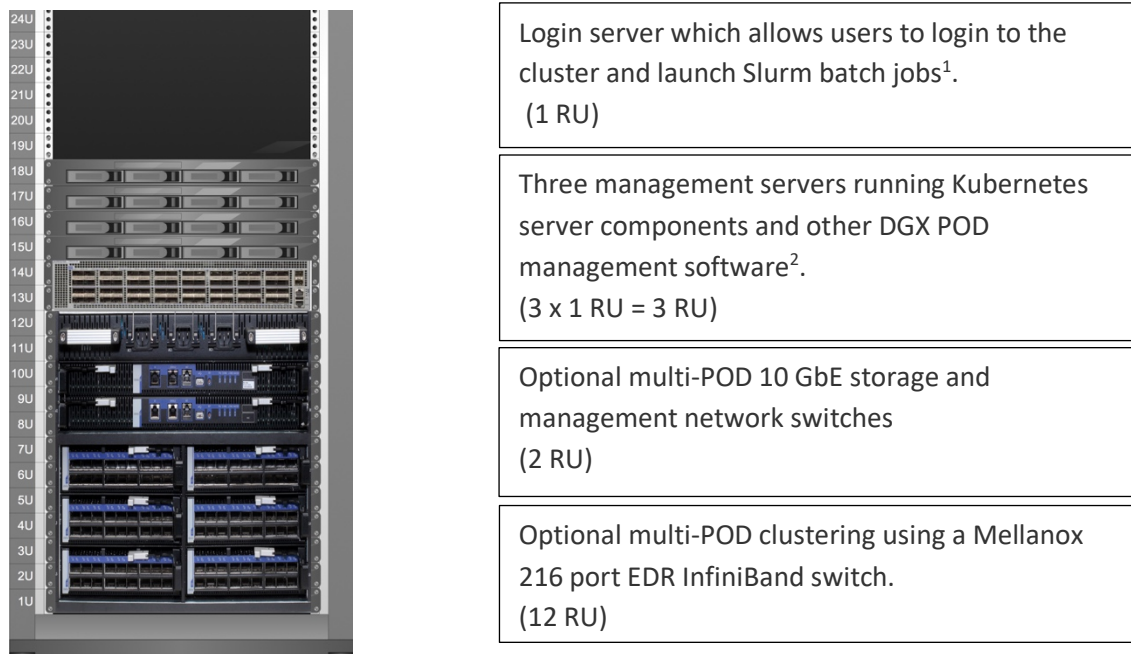 24U
23U
22U
21U
20U
19U
18U
17U
16U
15U
14U
13U
12U
11U
10U
9U
8U
7U
6U
5U
4U
3U
2U
1U
Login server which allows users to login to the
cluster and launch Slurm batch jobs¹.
(1 RU)
Three management servers running Kubernetes
server components and other DGX POD
management software².
(3 x 1 RU = 3 RU)
Optional multi-POD 10 GbE storage and
management network switches
(2 RU)
Optional multi-POD clustering using a Mellanox
216 port EDR InfiniBand switch.
(12 RU)